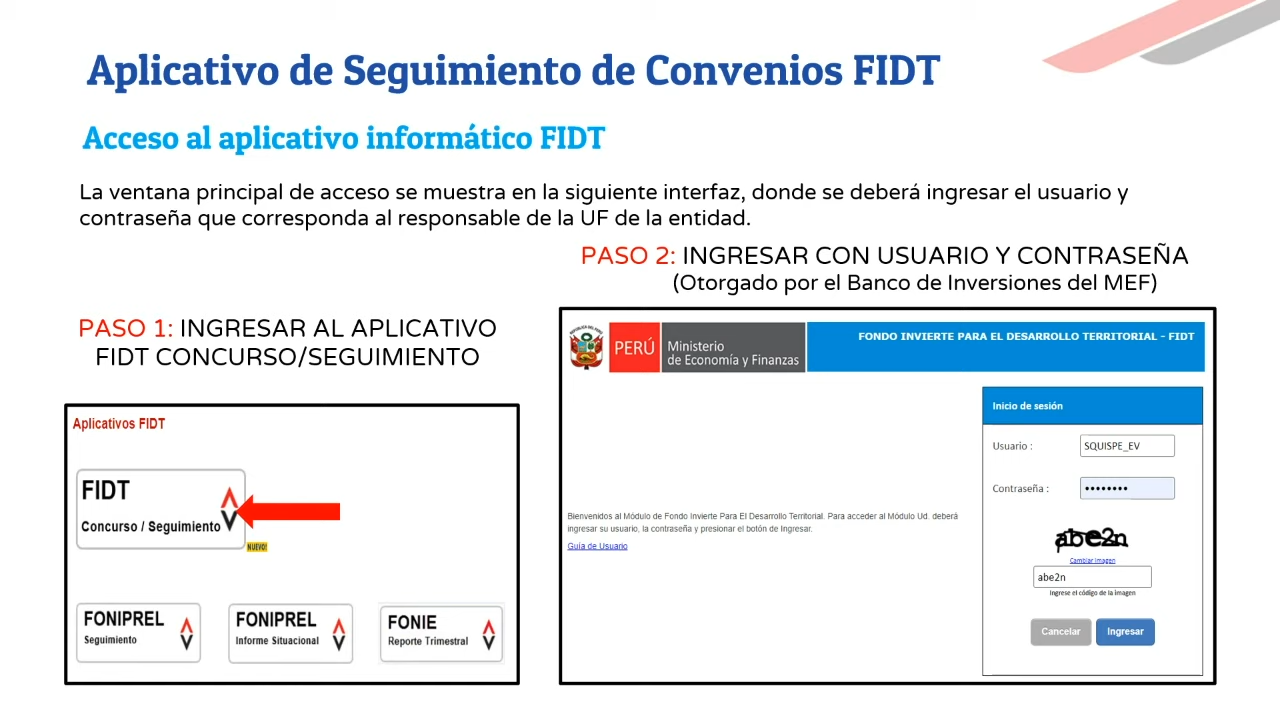 Aplicativo de Seguimiento de Convenios FIDT
Acceso al aplicativo informático FIDT
La ventana principal de acceso se muestra en la siguiente interfaz, donde se deberá ingresar el usuario y
contraseña que corresponda al responsable de la UF de la entidad.
PASO 1: INGRESAR AL APLICATIVO
FIDT CONCURSO/SEGUIMIENTO
Aplicativos FIDT
FIDT
Concurso / Seguimiento
NUEVO!
FONIPREL
Seguimiento
FONIPREL
Informe Situacional
FONIE
Reporte Trimestral
PASO 2: INGRESAR CON USUARIO Y CONTRASEÑA
(Otorgado por el Banco de Inversiones del MEF)
REPÚBLICA DEL PERÚ
PERÚ
Ministerio
de Economía y Finanzas
FONDO INVIERTE PARA EL DESARROLLO TERRITORIAL - FIDT
Bienvenidos al Módulo de Fondo Invierte Para El Desarrollo Territorial. Para acceder al Módulo Ud. deberá
ingresar su usuario, la contraseña y presionar el botón de Ingresar.
Guía de Usuario
Inicio de sesión
Usuario :
SQUISPE_EV
Contraseña :
••••••••
abe2n
Cambiar imagen
abe2n
Ingrese el código de la imagen
Cancelar
Ingresar